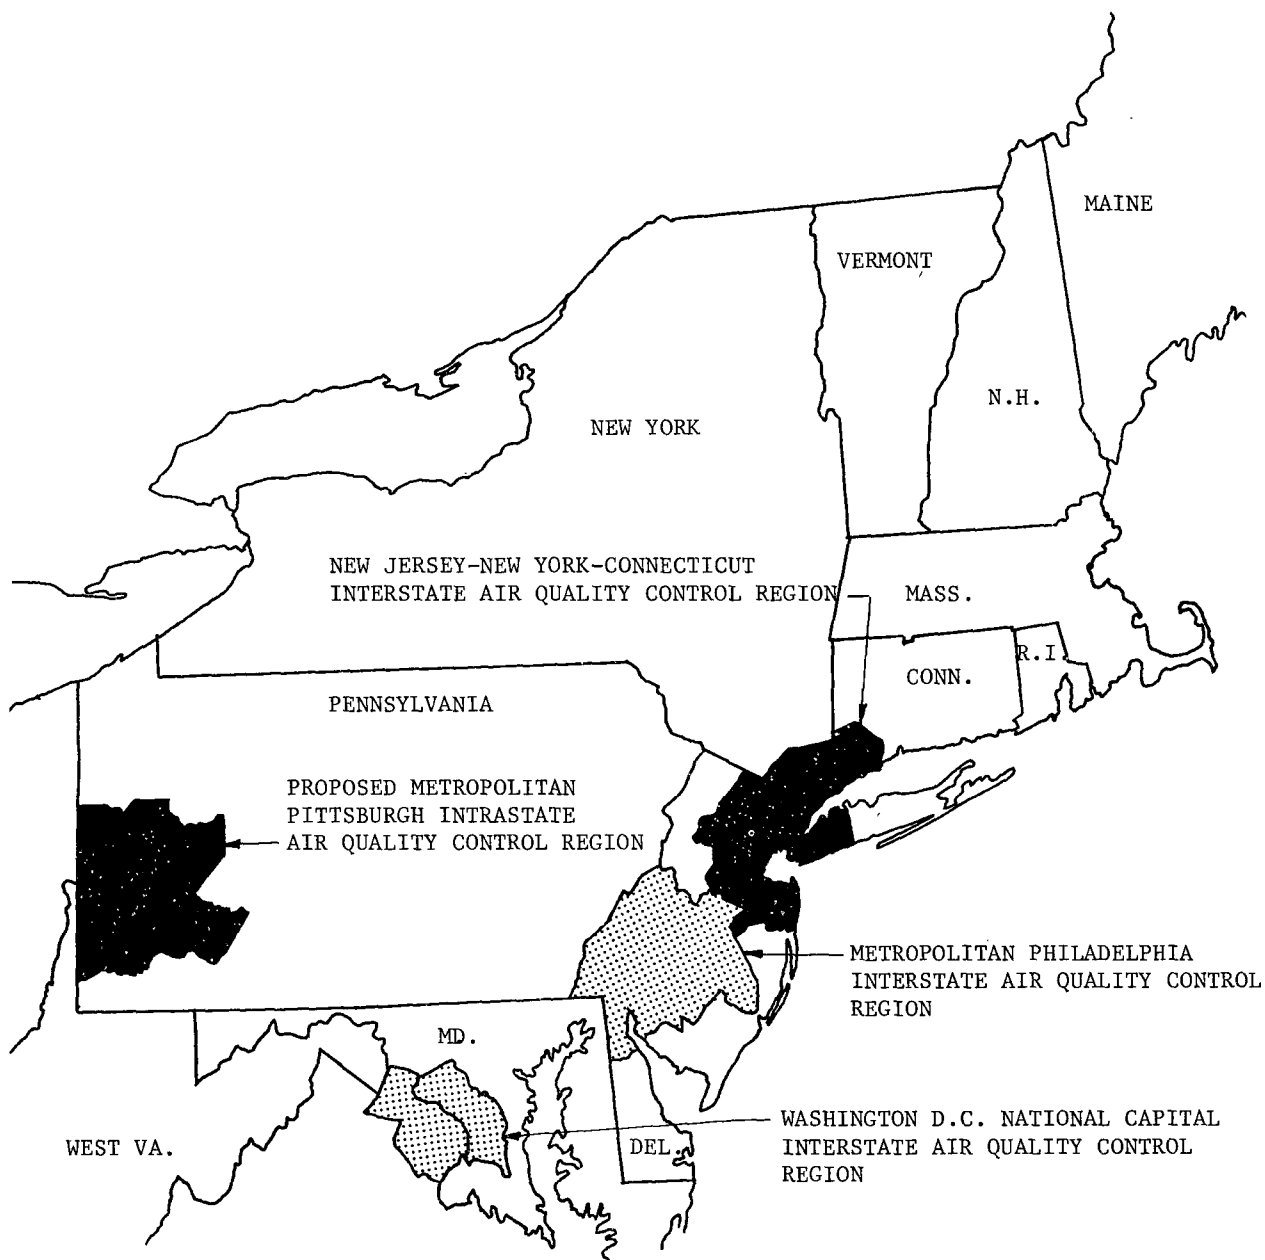 MAINE
VERMONT
N.H.
NEW YORK
NEW JERSEY-NEW YORK-CONNECTICUT
INTERSTATE AIR QUALITY CONTROL REGION
MASS.
R.I.
CONN.
PENNSYLVANIA
PROPOSED METROPOLITAN
PITTSBURGH INTRASTATE
AIR QUALITY CONTROL REGION
METROPOLITAN PHILADELPHIA
INTERSTATE AIR QUALITY CONTROL
REGION
MD.
WASHINGTON D.C. NATIONAL CAPITAL
INTERSTATE AIR QUALITY CONTROL
REGION
WEST VA.
DEL.